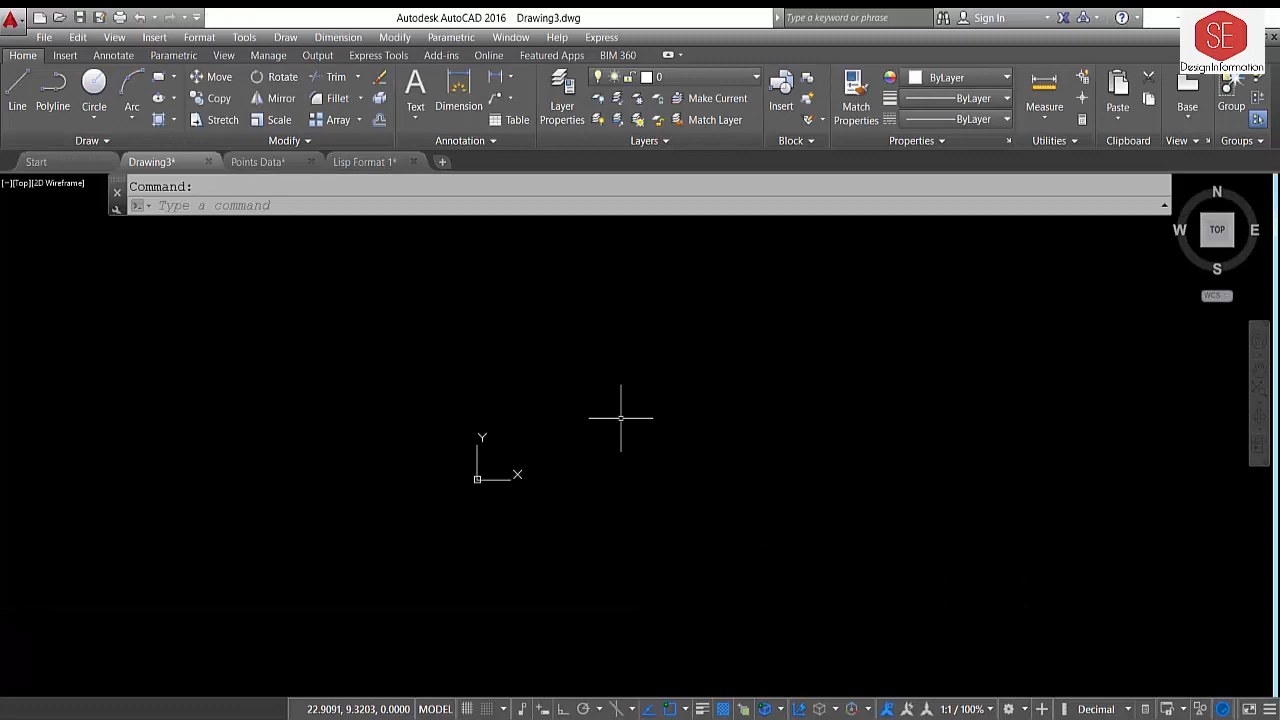 Autodesk AutoCAD 2016 Drawing3.dwg
Type a keyword or phrase
Sign In
SE
DesignInformation
File Edit View Insert Format Tools Draw Dimension Modify Parametric Window Help Express
Home Insert Annotate Parametric View Manage Output Express Tools Add-ins Online Featured Apps BIM 360
Line Polyline Circle Arc
Move Rotate Trim
Copy Mirror Fillet
Stretch Scale Array
Text Dimension Table
Layer Properties
0
Make Current
Match Layer
Insert
Match Properties
ByLayer
ByLayer
ByLayer
Measure
Paste
Base
Group
Draw Modify Annotation Layers Block Properties Utilities Clipboard View Groups
Start Drawing3* Points Data* Lisp Format 1*
[−][Top][2D Wireframe]
Command:
Type a command
N
W TOP E
S
WCS
Y
X
22.9091, 9.3203, 0.0000 MODEL 1:1 / 100% Decimal